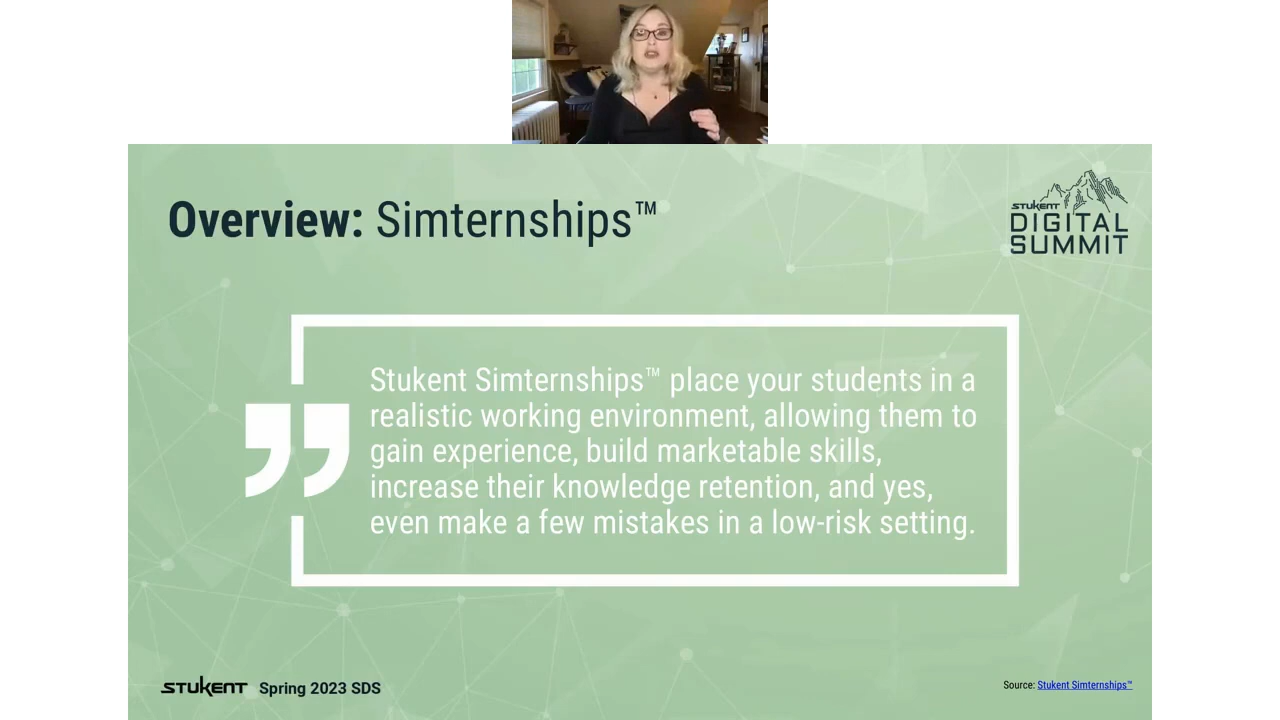 Overview: Simternships™
STUKENT
DIGITAL
SUMMIT
Stukent Simternships™ place your students in a
realistic working environment, allowing them to
gain experience, build marketable skills,
increase their knowledge retention, and yes,
even make a few mistakes in a low-risk setting.
STUKENT Spring 2023 SDS
Source: Stukent Simternships™